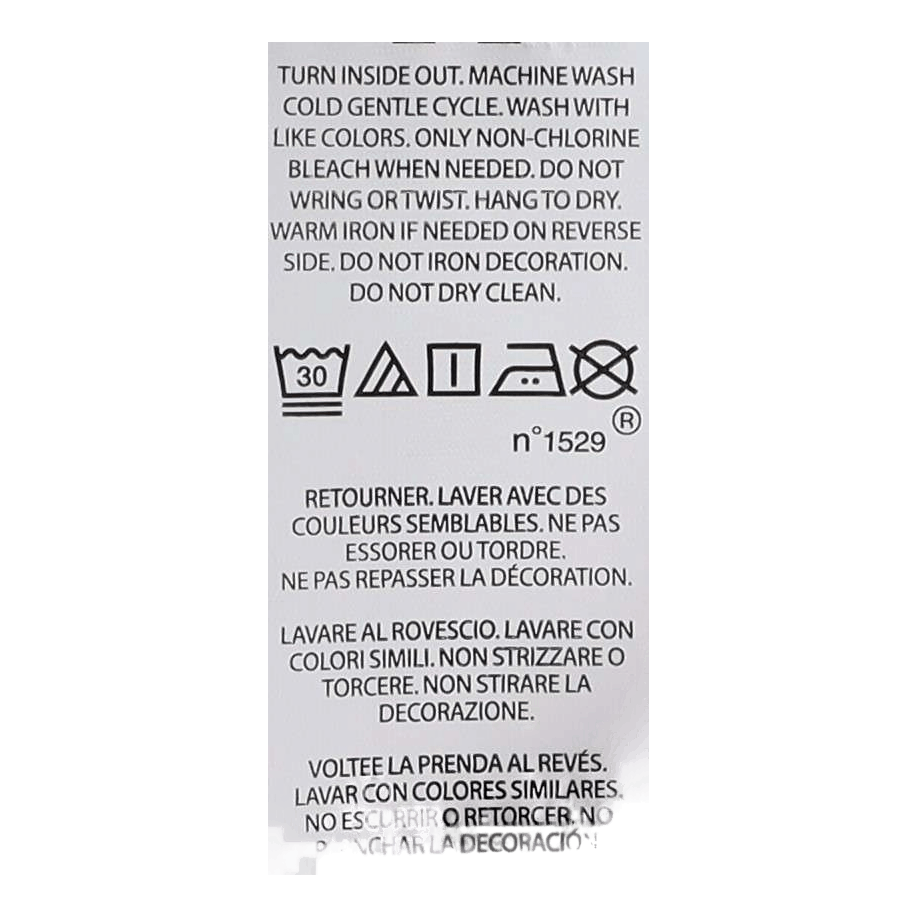 TURN INSIDE OUT. MACHINE WASH
COLD GENTLE CYCLE. WASH WITH
LIKE COLORS. ONLY NON-CHLORINE
BLEACH WHEN NEEDED. DO NOT
WRING OR TWIST. HANG TO DRY.
WARM IRON IF NEEDED ON REVERSE
SIDE. DO NOT IRON DECORATION.
DO NOT DRY CLEAN.
30
n°1529 ®
RETOURNER. LAVER AVEC DES
COULEURS SEMBLABLES. NE PAS
ESSORER OU TORDRE.
NE PAS REPASSER LA DÉCORATION.
LAVARE AL ROVESCIO. LAVARE CON
COLORI SIMILI. NON STRIZZARE O
TORCERE. NON STIRARE LA
DECORAZIONE.
VOLTEE LA PRENDA AL REVÉS.
LAVAR CON COLORES SIMILARES.
NO ESCURRIR O RETORCER. NO
LA DECORACIÓN